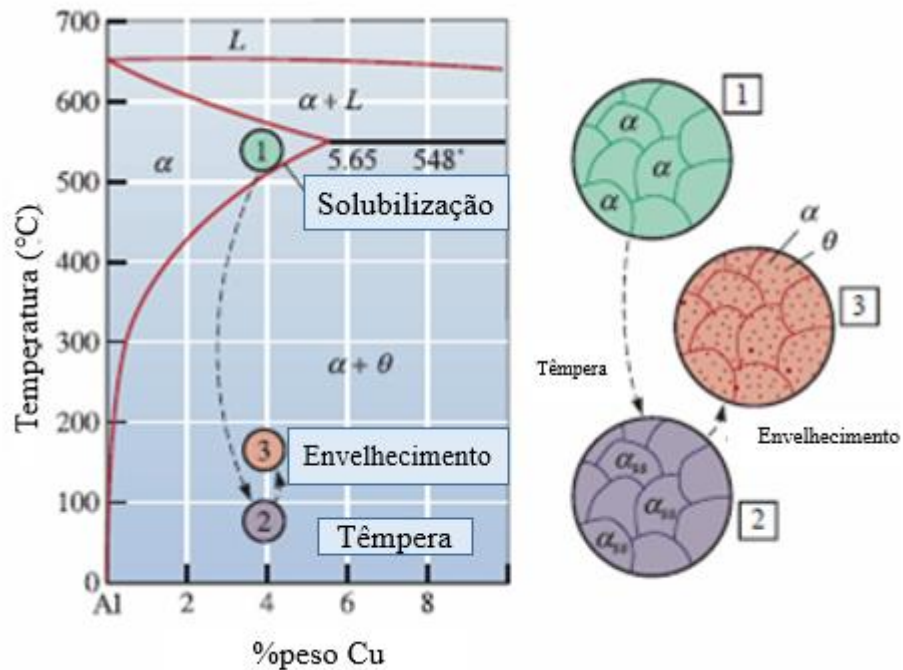 700
600
500
400
300
200
100
0
Temperatura (°C)
L
α + L
α
1
5.65 548°
Solubilização
α + θ
3
Envelhecimento
2
Têmpera
Al 2 4 6 8
%peso Cu
1
α
α
α
α
θ
3
Têmpera
Envelhecimento
αss
αss
αss
2